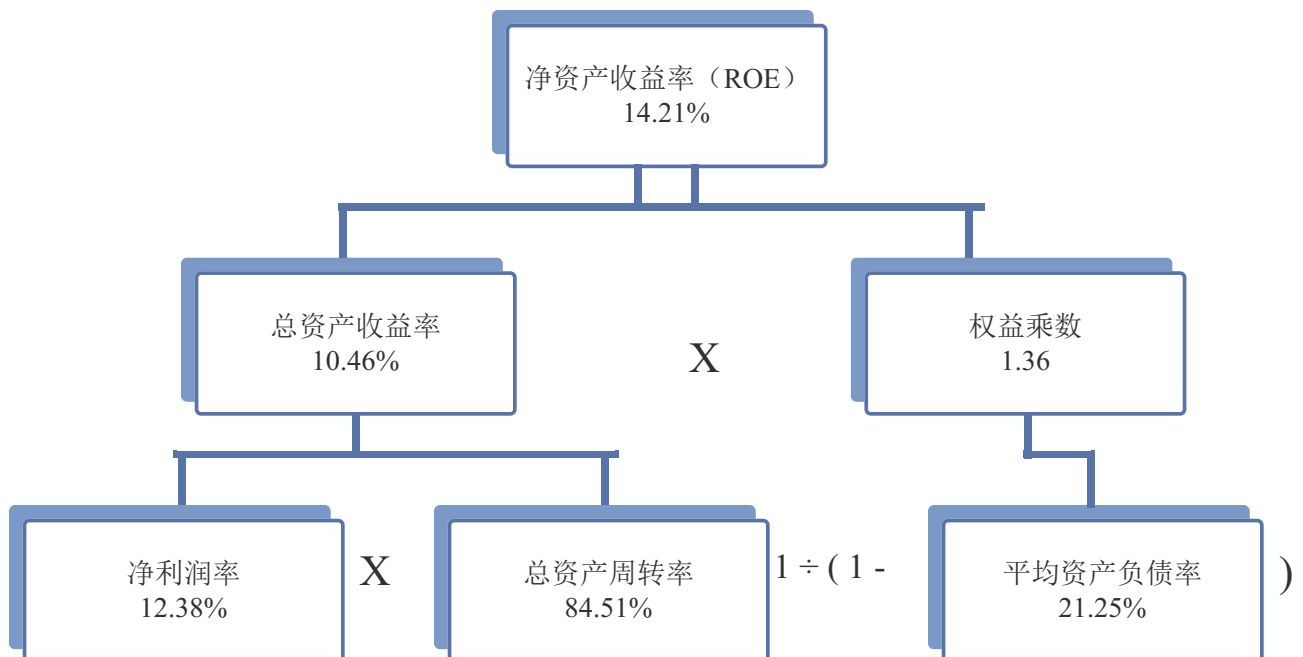 净资产收益率（ROE）
14.21%
总资产收益率
10.46%
X
权益乘数
1.36
净利润率
12.38%
X
总资产周转率
84.51%
1 ÷ ( 1 -
平均资产负债率
21.25%
)